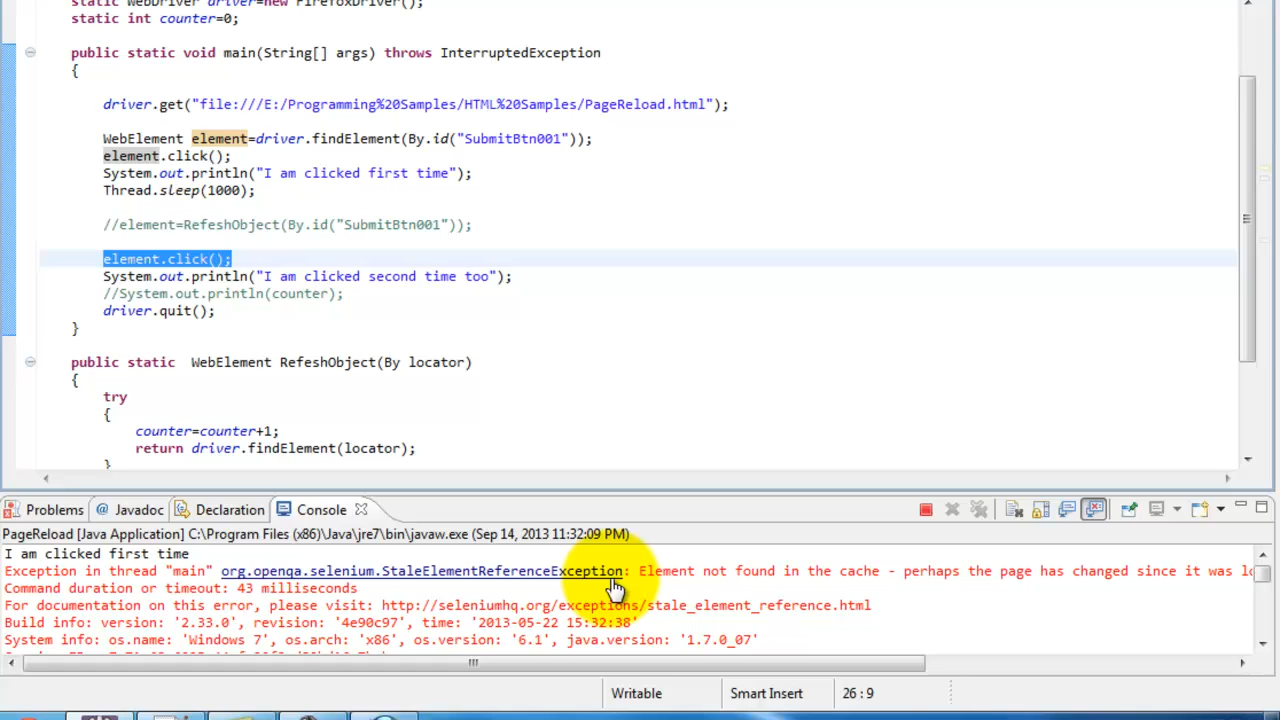 static WebDriver driver=new FirefoxDriver();
static int counter=0;
public static void main(String[] args) throws InterruptedException
{
driver.get("file:///E:/Programming%20Samples/HTML%20Samples/PageReload.html");
WebElement element=driver.findElement(By.id("SubmitBtn001"));
element.click();
System.out.println("I am clicked first time");
Thread.sleep(1000);
//element=RefeshObject(By.id("SubmitBtn001"));
element.click();
System.out.println("I am clicked second time too");
//System.out.println(counter);
driver.quit();
}
public static  WebElement RefeshObject(By locator)
{
try
{
counter=counter+1;
return driver.findElement(locator);
}
Problems @ Javadoc Declaration Console
PageReload [Java Application] C:\Program Files (x86)\Java\jre7\bin\javaw.exe (Sep 14, 2013 11:32:09 PM)
I am clicked first time
Exception in thread "main" org.openqa.selenium.StaleElementReferenceException: Element not found in the cache - perhaps the page has changed since it was lo
Command duration or timeout: 43 milliseconds
For documentation on this error, please visit: http://seleniumhq.org/exceptions/stale_element_reference.html
Build info: version: '2.33.0', revision: '4e90c97', time: '2013-05-22 15:32:38'
System info: os.name: 'Windows 7', os.arch: 'x86', os.version: '6.1', java.version: '1.7.0_07'
Writable Smart Insert 26 : 9